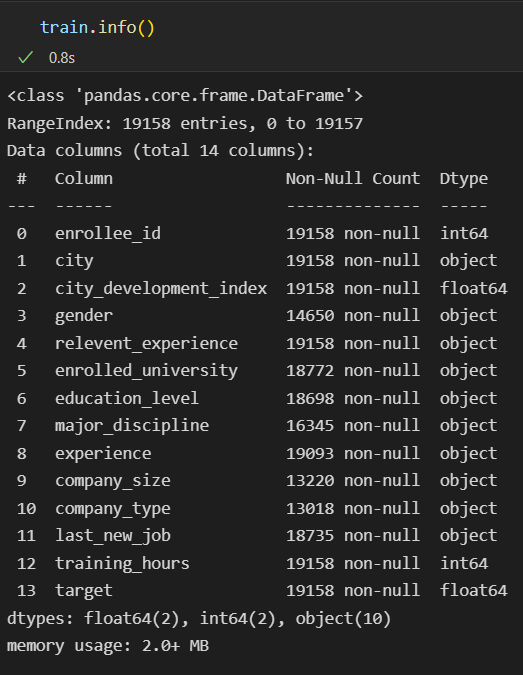 train.info()
0.8s
<class 'pandas.core.frame.DataFrame'>
RangeIndex: 19158 entries, 0 to 19157
Data columns (total 14 columns):
 #   Column                  Non-Null Count  Dtype
---  ------                  --------------  -----
 0   enrollee_id             19158 non-null  int64
 1   city                    19158 non-null  object
 2   city_development_index  19158 non-null  float64
 3   gender                  14650 non-null  object
 4   relevent_experience     19158 non-null  object
 5   enrolled_university     18772 non-null  object
 6   education_level         18698 non-null  object
 7   major_discipline        16345 non-null  object
 8   experience              19093 non-null  object
 9   company_size            13220 non-null  object
 10  company_type            13018 non-null  object
 11  last_new_job            18735 non-null  object
 12  training_hours          19158 non-null  int64
 13  target                  19158 non-null  float64
dtypes: float64(2), int64(2), object(10)
memory usage: 2.0+ MB